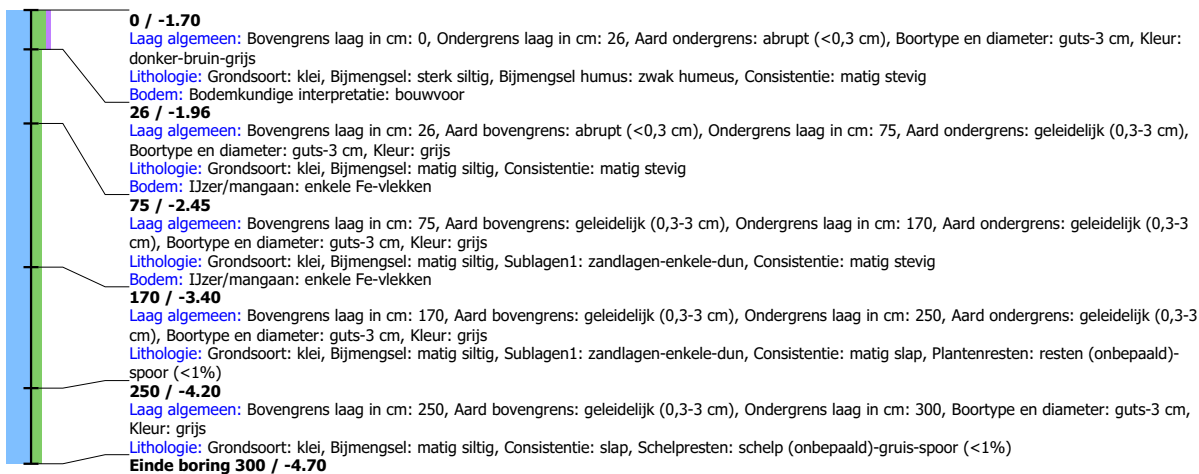 0 / -1.70
Laag algemeen: Bovengrens laag in cm: 0, Ondergrens laag in cm: 26, Aard ondergrens: abrupt (<0,3 cm), Boortype en diameter: guts-3 cm, Kleur:
donker-bruin-grijs
Lithologie: Grondsoort: klei, Bijmengsel: sterk siltig, Bijmengsel humus: zwak humeus, Consistentie: matig stevig
Bodem: Bodemkundige interpretatie: bouwvoor
26 / -1.96
Laag algemeen: Bovengrens laag in cm: 26, Aard bovengrens: abrupt (<0,3 cm), Ondergrens laag in cm: 75, Aard ondergrens: geleidelijk (0,3-3 cm),
Boortype en diameter: guts-3 cm, Kleur: grijs
Lithologie: Grondsoort: klei, Bijmengsel: matig siltig, Consistentie: matig stevig
Bodem: IJzer/mangaan: enkele Fe-vlekken
75 / -2.45
Laag algemeen: Bovengrens laag in cm: 75, Aard bovengrens: geleidelijk (0,3-3 cm), Ondergrens laag in cm: 170, Aard ondergrens: geleidelijk (0,3-3
cm), Boortype en diameter: guts-3 cm, Kleur: grijs
Lithologie: Grondsoort: klei, Bijmengsel: matig siltig, Sublagen1: zandlagen-enkele-dun, Consistentie: matig stevig
Bodem: IJzer/mangaan: enkele Fe-vlekken
170 / -3.40
Laag algemeen: Bovengrens laag in cm: 170, Aard bovengrens: geleidelijk (0,3-3 cm), Ondergrens laag in cm: 250, Aard ondergrens: geleidelijk (0,3-3
cm), Boortype en diameter: guts-3 cm, Kleur: grijs
Lithologie: Grondsoort: klei, Bijmengsel: matig siltig, Sublagen1: zandlagen-enkele-dun, Consistentie: matig slap, Plantenresten: resten (onbepaald)-
spoor (<1%)
250 / -4.20
Laag algemeen: Bovengrens laag in cm: 250, Aard bovengrens: geleidelijk (0,3-3 cm), Ondergrens laag in cm: 300, Boortype en diameter: guts-3 cm,
Kleur: grijs
Lithologie: Grondsoort: klei, Bijmengsel: matig siltig, Consistentie: slap, Schelpresten: schelp (onbepaald)-gruis-spoor (<1%)
Einde boring 300 / -4.70